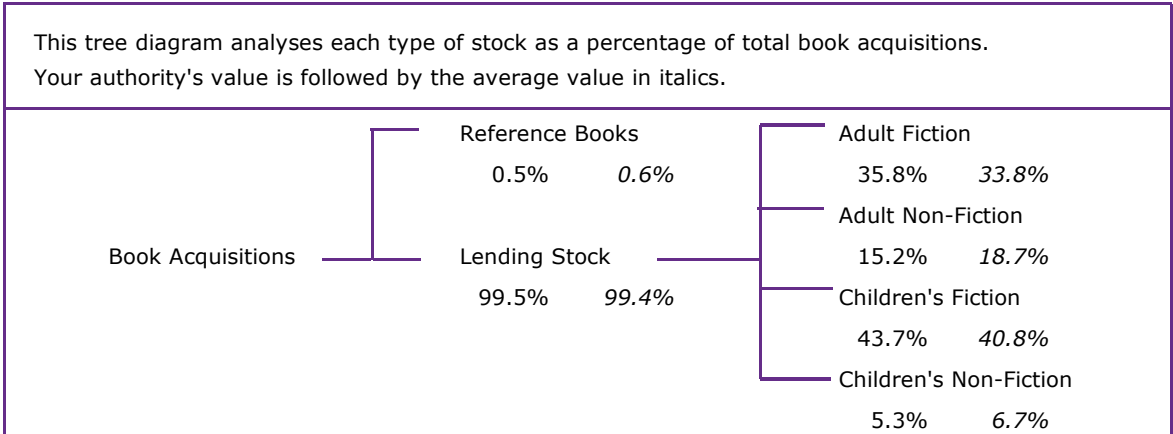 This tree diagram analyses each type of stock as a percentage of total book acquisitions.
Your authority's value is followed by the average value in italics.
Reference Books Adult Fiction
0.5% 0.6% 35.8% 33.8%
Adult Non-Fiction
Book Acquisitions Lending Stock 15.2% 18.7%
99.5% 99.4% Children's Fiction
43.7% 40.8%
Children's Non-Fiction
5.3% 6.7%